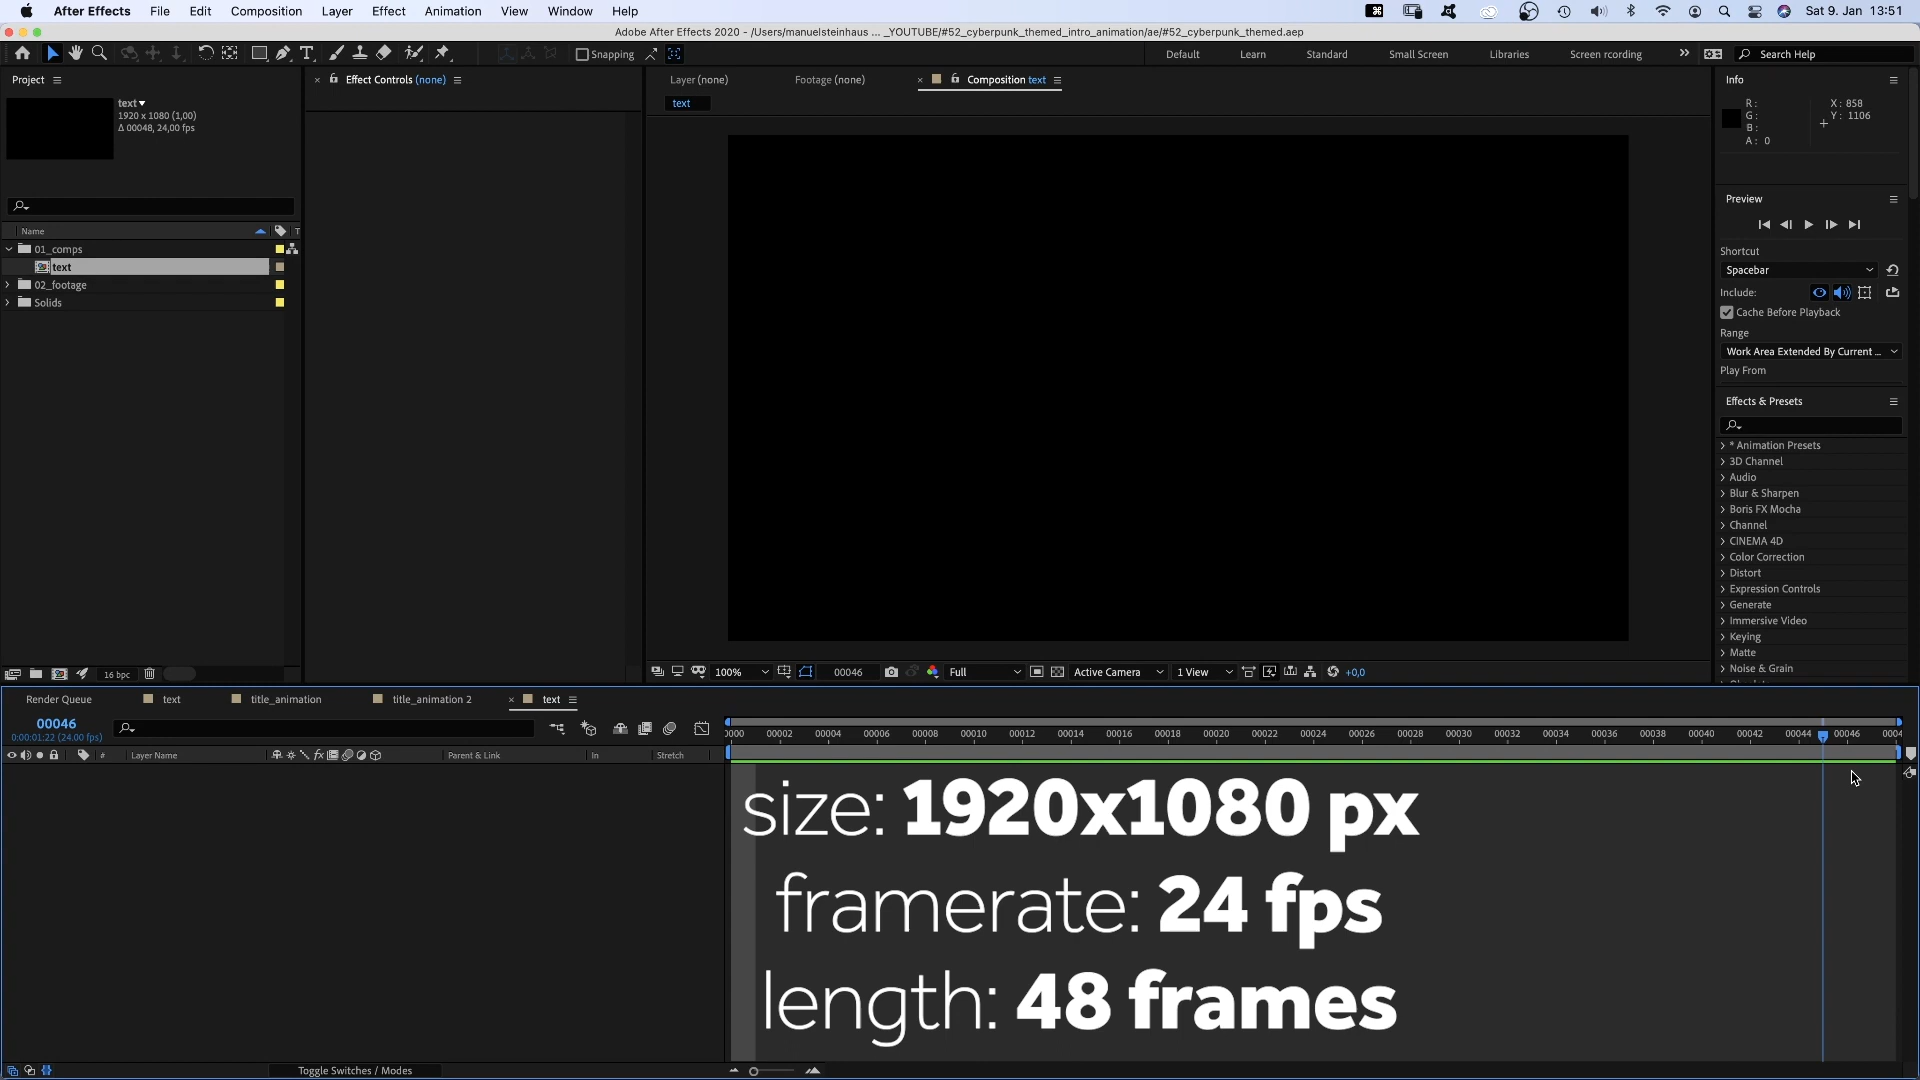 After Effects File Edit Composition Layer Effect Animation View Window Help Sat 9. Jan 13:51
Adobe After Effects 2020 - /Users/manuelsteinhaus ... _YOUTUBE/#52_cyberpunk_themed_intro_animation/ae/#52_cyberpunk_themed.aep
Snapping Default Learn Standard Small Screen Libraries Screen rcording Search Help
Project Effect Controls (none) Layer (none) Footage (none) Composition text Info
text
1920 x 1080 (1,00)
Δ 00048, 24,00 fps
text
R: X: 858
G: Y: 1106
B:
A: 0
Preview
Shortcut
Spacebar
Include:
Cache Before Playback
Range
Work Area Extended By Current ...
Play From
Name T
01_comps
text
02_footage
Solids
Effects & Presets
* Animation Presets
3D Channel
Audio
Blur & Sharpen
Boris FX Mocha
Channel
CINEMA 4D
Color Correction
Distort
Expression Controls
Generate
Immersive Video
Keying
Matte
Noise & Grain
16 bpc 100% 00046 Full Active Camera 1 View +0,0
Render Queue text title_animation title_animation 2 text
00046
0:00:01:22 (24.00 fps)
0000 00002 00004 00006 00008 00010 00012 00014 00016 00018 00020 00022 00024 00026 00028 00030 00032 00034 00036 00038 00040 00042 00044 00046 0004
# Layer Name fx Parent & Link In Stretch
size: 1920x1080 px
framerate: 24 fps
length: 48 frames
Toggle Switches / Modes